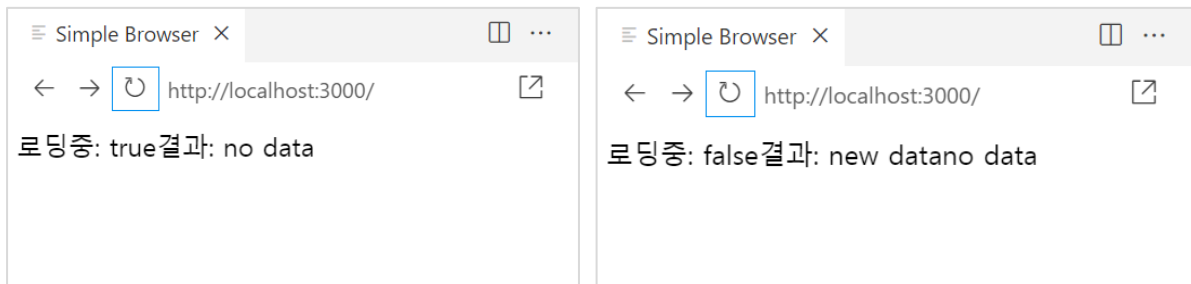 Simple Browser
http://localhost:3000/
로딩중: true결과: no data
Simple Browser
http://localhost:3000/
로딩중: false결과: new datano data